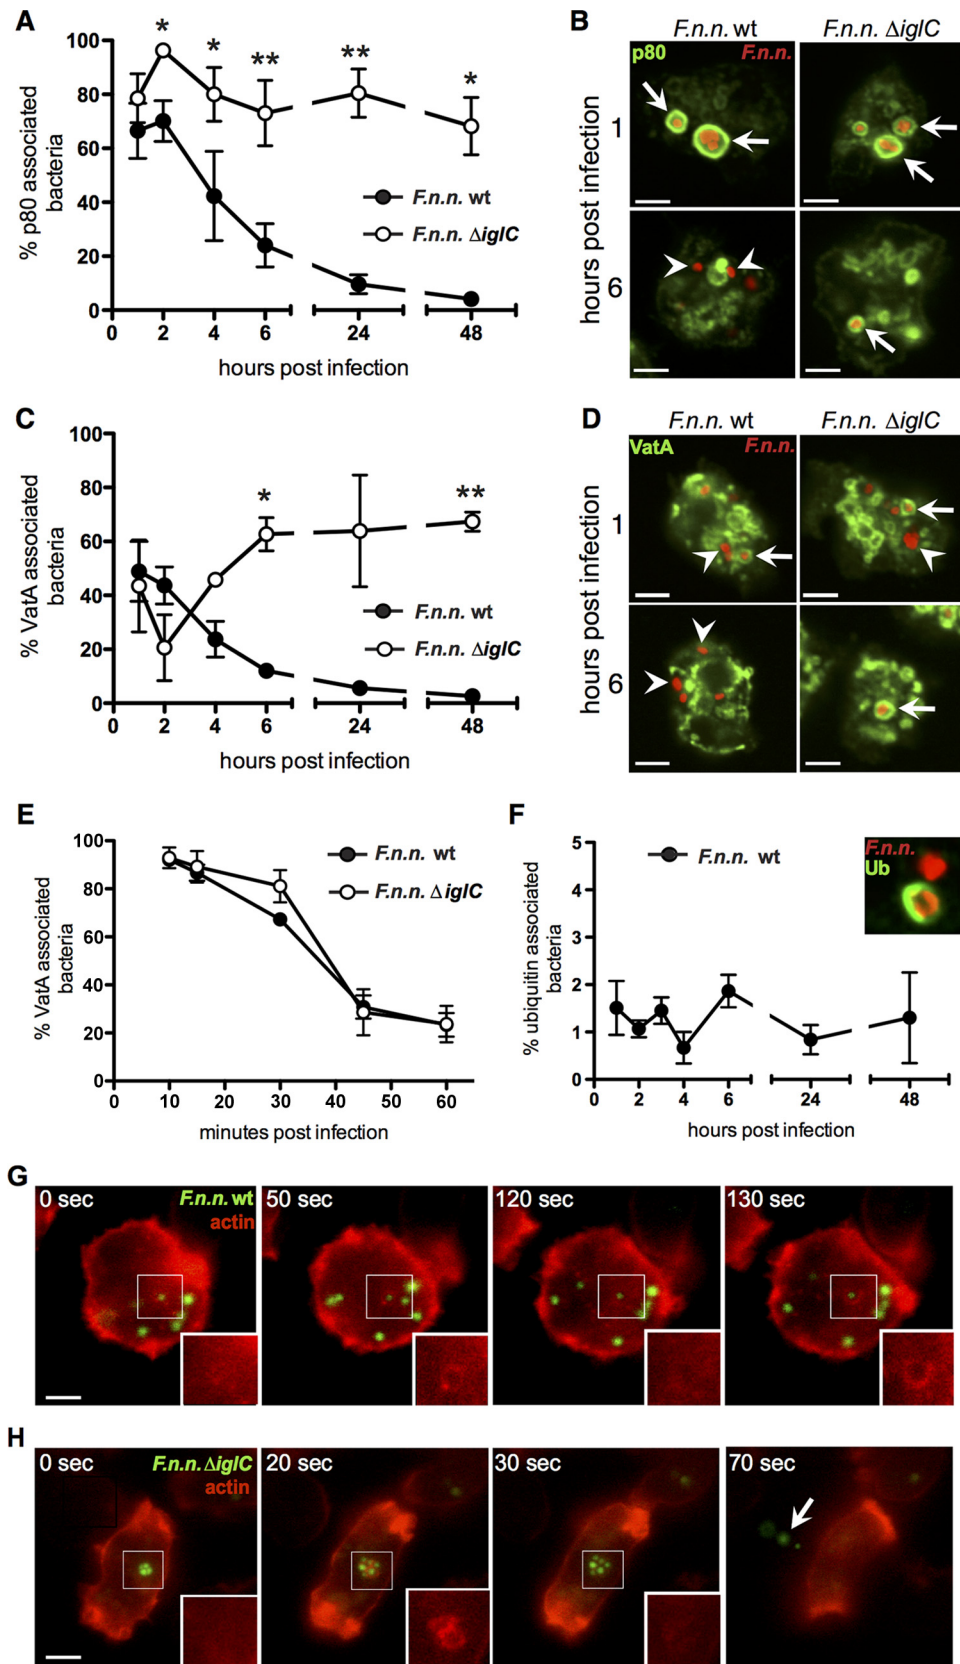 A
% p80 associated
bacteria
100
80
60
40
20
0
* * ** ** *
F.n.n. wt
F.n.n. ΔiglC
0 2 4 6 24 48
hours post infection
B
F.n.n. wt
F.n.n. ΔiglC
p80
F.n.n.
hours post infection
1
6
C
% VatA associated
bacteria
100
80
60
40
20
0
* **
F.n.n. wt
F.n.n. ΔiglC
0 2 4 6 24 48
hours post infection
D
F.n.n. wt
F.n.n. ΔiglC
VatA
F.n.n.
hours post infection
1
6
E
% VatA associated
bacteria
100
80
60
40
20
0
F.n.n. wt
F.n.n. ΔiglC
0 10 20 30 40 50 60
minutes post infection
F
% ubiquitin associated
bacteria
5
4
3
2
1
0
F.n.n. wt
F.n.n.
Ub
0 2 4 6 24 48
hours post infection
G
0 sec
F.n.n. wt
actin
50 sec
120 sec
130 sec
H
0 sec
F.n.n. ΔiglC
actin
20 sec
30 sec
70 sec